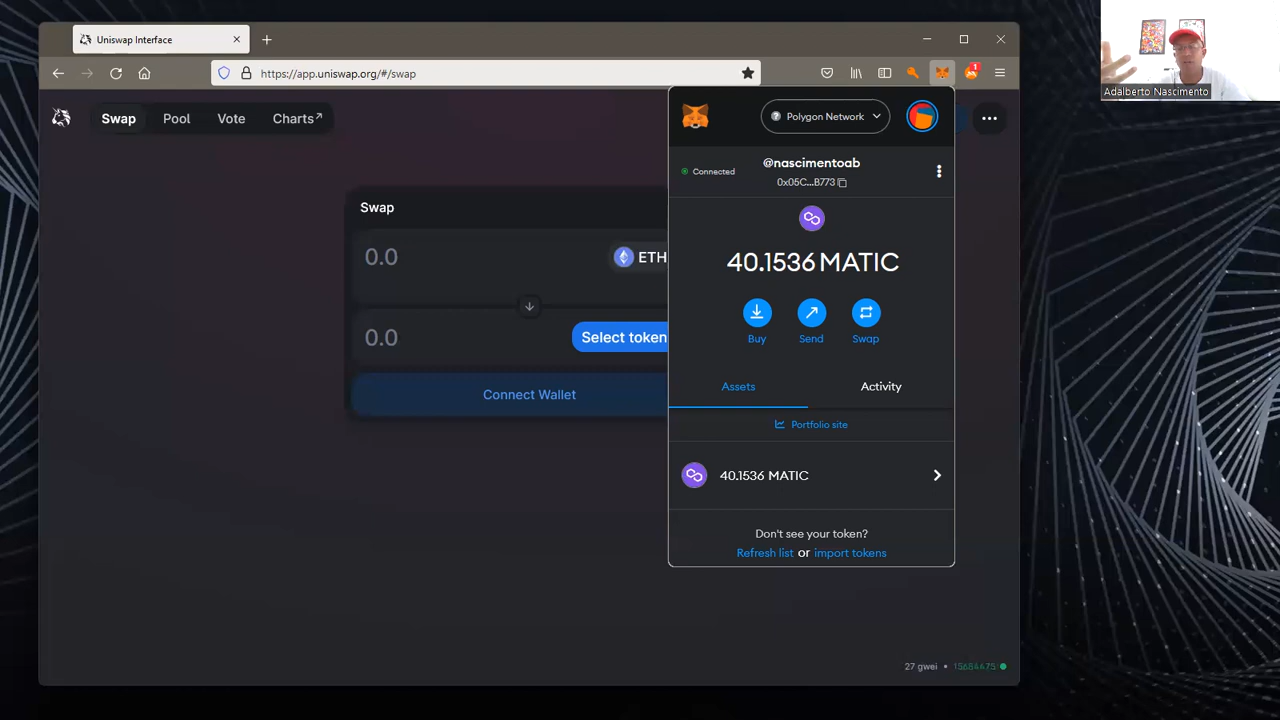 Uniswap Interface
https://app.uniswap.org/#/swap
1
Adalberto Nascimento
Swap Pool Vote Charts↗
Polygon Network
Connected
@nascimentoab
0x05C...B773
Swap
0.0 ETH
40.1536 MATIC
Buy Send Swap
0.0 Select token
Connect Wallet
Assets Activity
Portfolio site
40.1536 MATIC
Don't see your token?
Refresh list or import tokens
27 gwei • 15684475